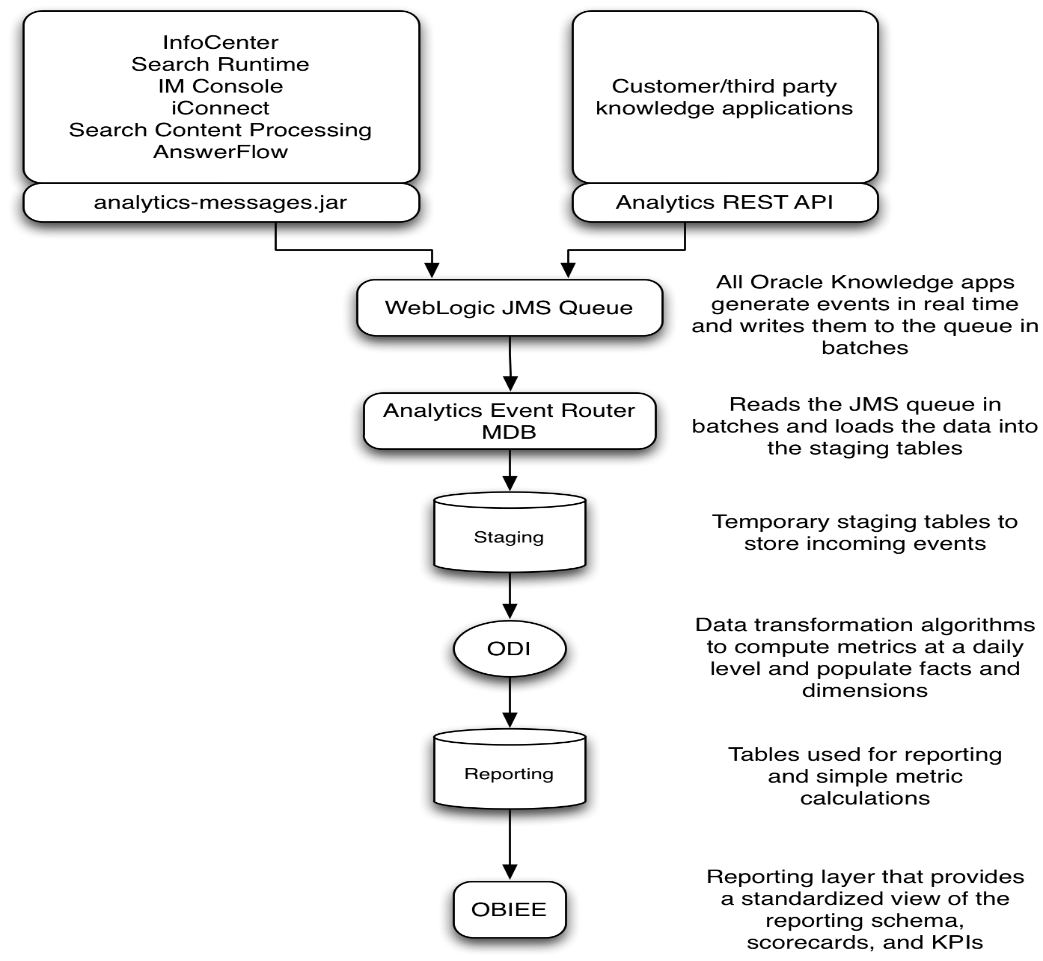 InfoCenter
Search Runtime
IM Console
iConnect
Search Content Processing
AnswerFlow
analytics-messages.jar
Customer/third party
knowledge applications
Analytics REST API
WebLogic JMS Queue
All Oracle Knowledge apps
generate events in real time
and writes them to the queue in
batches
Analytics Event Router
MDB
Reads the JMS queue in
batches and loads the data into
the staging tables
Staging
Temporary staging tables to
store incoming events
ODI
Data transformation algorithms
to compute metrics at a daily
level and populate facts and
dimensions
Reporting
Tables used for reporting
and simple metric
calculations
OBIEE
Reporting layer that provides
a standardized view of the
reporting schema,
scorecards, and KPIs